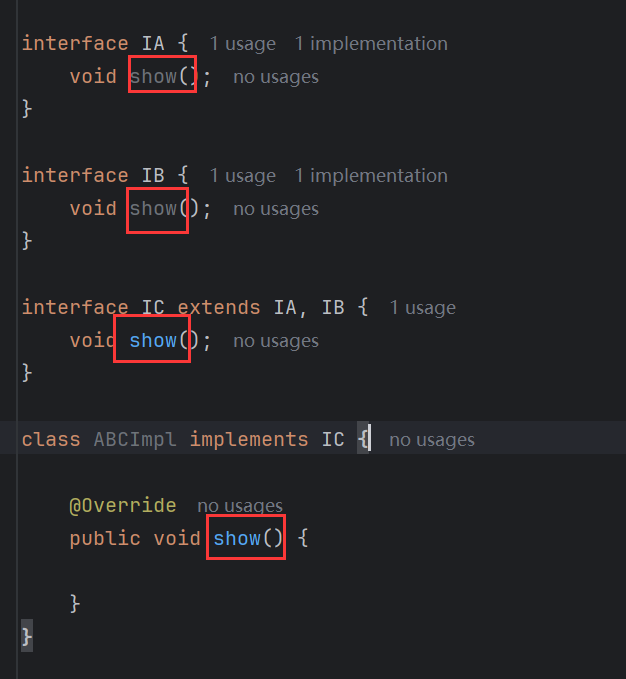 interface IA {  1 usage  1 implementation
    void show();  no usages
}
interface IB {  1 usage  1 implementation
    void show();  no usages
}
interface IC extends IA, IB {  1 usage
    void show();  no usages
}
class ABCImpl implements IC {  no usages
    @Override  no usages
    public void show() {
    }
}